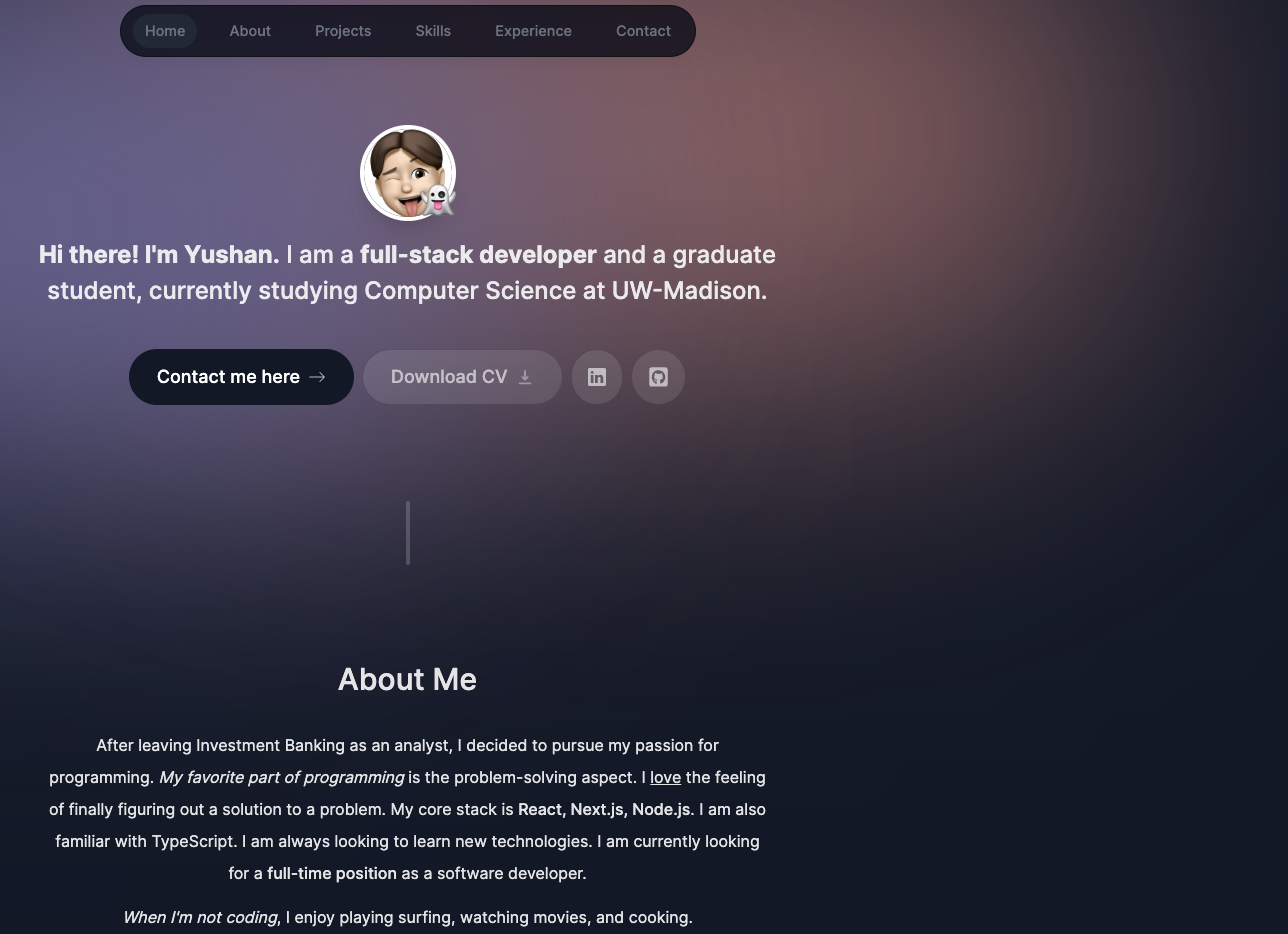 Home About Projects Skills Experience Contact
Hi there! I'm Yushan. I am a full-stack developer and a graduate
student, currently studying Computer Science at UW-Madison.
Contact me here → Download CV
About Me
After leaving Investment Banking as an analyst, I decided to pursue my passion for
programming. My favorite part of programming is the problem-solving aspect. I love the feeling
of finally figuring out a solution to a problem. My core stack is React, Next.js, Node.js. I am also
familiar with TypeScript. I am always looking to learn new technologies. I am currently looking
for a full-time position as a software developer.
When I'm not coding, I enjoy playing surfing, watching movies, and cooking.